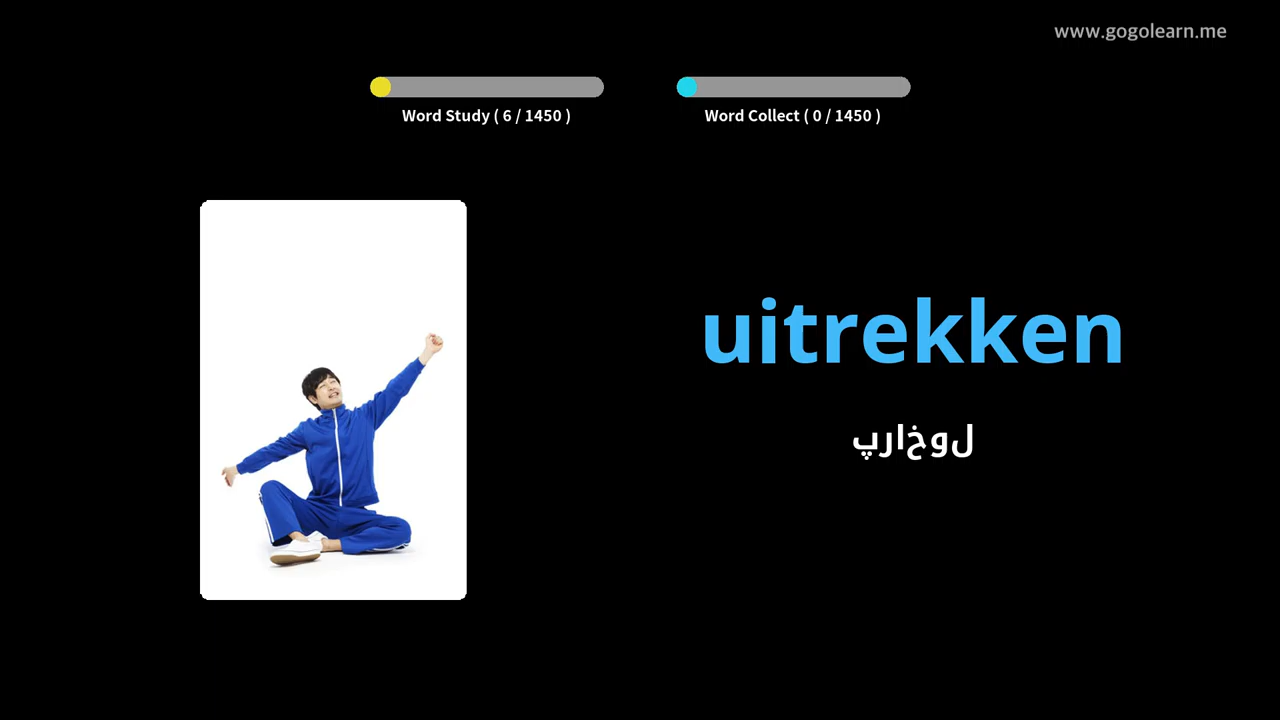 www.gogolearn.me
Word Study ( 6 / 1450 )
Word Collect ( 0 / 1450 )
uitrekken
لوخارپ